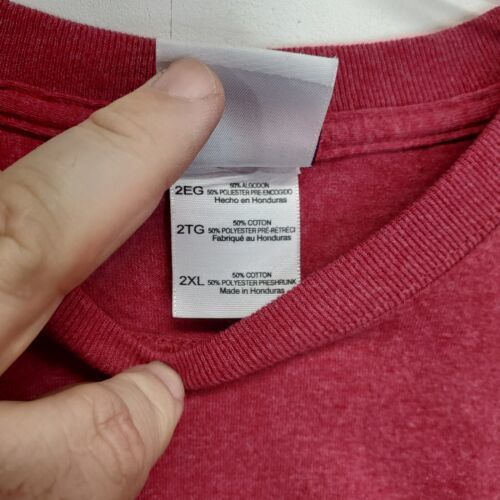 50% ALGODON
2EG 50% POLIESTER PRE-ENCOGIDO
Hecho en Honduras
50% COTON
2TG 50% POLYESTER PRÉ-RÉTRÉCI
Fabriqué au Honduras
50% COTTON
2XL 50% POLYESTER PRESHRUNK
Made in Honduras